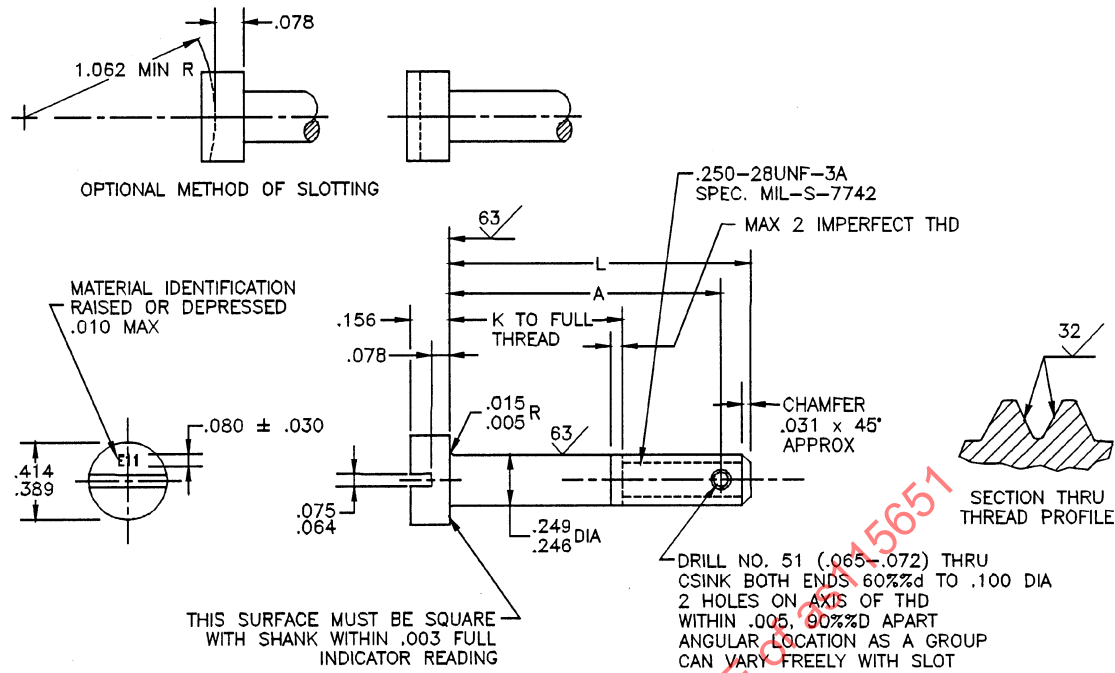 .078
1.062 MIN R
OPTIONAL METHOD OF SLOTTING
.250-28UNF-3A
SPEC. MIL-S-7742
MAX 2 IMPERFECT THD
63
L
A
K TO FULL
THREAD
MATERIAL IDENTIFICATION
RAISED OR DEPRESSED
.010 MAX
.156
.078
.015
.005 R
63
CHAMFER
.031 x 45°
APPROX
32
SECTION THRU
THREAD PROFILE
.080 ± .030
E11
.414
.389
.075
.064
.249
.246 DIA
DRILL NO. 51 (.065-.072) THRU
CSINK BOTH ENDS 60%%d TO .100 DIA
2 HOLES ON AXIS OF THD
WITHIN .005, 90%%D APART
ANGULAR LOCATION AS A GROUP
CAN VARY FREELY WITH SLOT
THIS SURFACE MUST BE SQUARE
WITH SHANK WITHIN .003 FULL
INDICATOR READING
of as115651